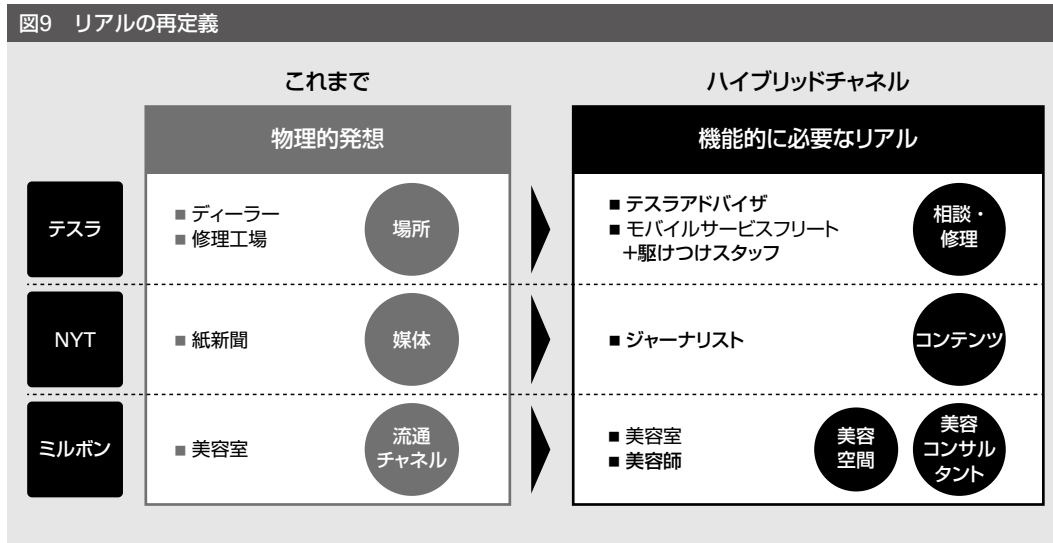 図9 リアルの再定義
これまで
ハイブリッドチャネル
物理的発想
機能的に必要なリアル
テスラ
■ ディーラー
■ 修理工場
場所
■ テスラアドバイザ
■ モバイルサービスフリート
＋駆けつけスタッフ
相談・
修理
NYT
■ 紙新聞
媒体
■ ジャーナリスト
コンテンツ
ミルボン
■ 美容室
流通
チャネル
■ 美容室
■ 美容師
美容
空間
美容
コンサル
タント